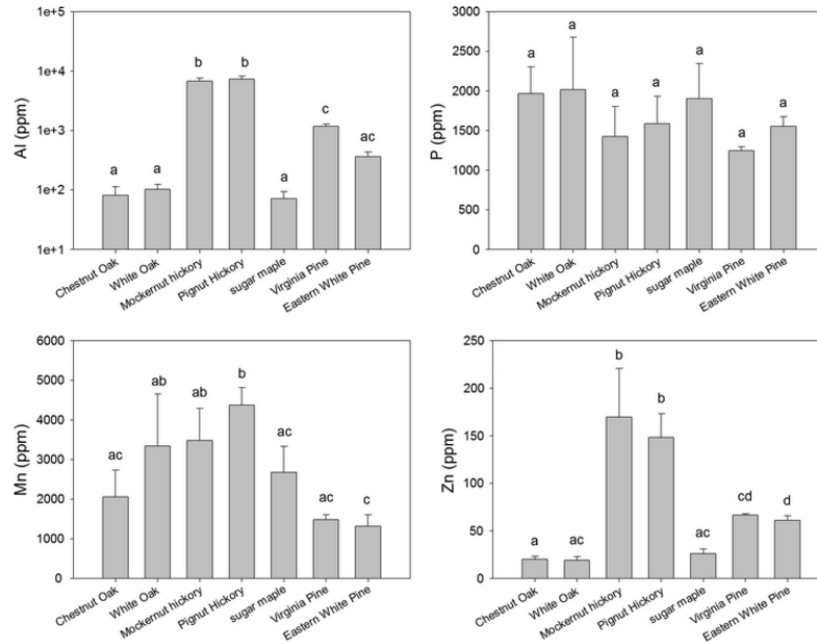 1e+5
1e+4
1e+3
1e+2
1e+1
Al (ppm)
a
a
b
b
a
c
ac
Chestnut Oak
White Oak
Mockernut hickory
Pignut Hickory
sugar maple
Virginia Pine
Eastern White Pine
3000
2500
2000
1500
1000
500
0
P (ppm)
a
a
a
a
a
a
a
Chestnut Oak
White Oak
Mockernut hickory
Pignut Hickory
sugar maple
Virginia Pine
Eastern White Pine
6000
5000
4000
3000
2000
1000
0
Mn (ppm)
ac
ab
ab
b
ac
ac
c
Chestnut Oak
White Oak
Mockernut hickory
Pignut Hickory
sugar maple
Virginia Pine
Eastern White Pine
250
200
150
100
50
0
Zn (ppm)
a
ac
b
b
ac
cd
d
Chestnut Oak
White Oak
Mockernut hickory
Pignut Hickory
sugar maple
Virginia Pine
Eastern White Pine